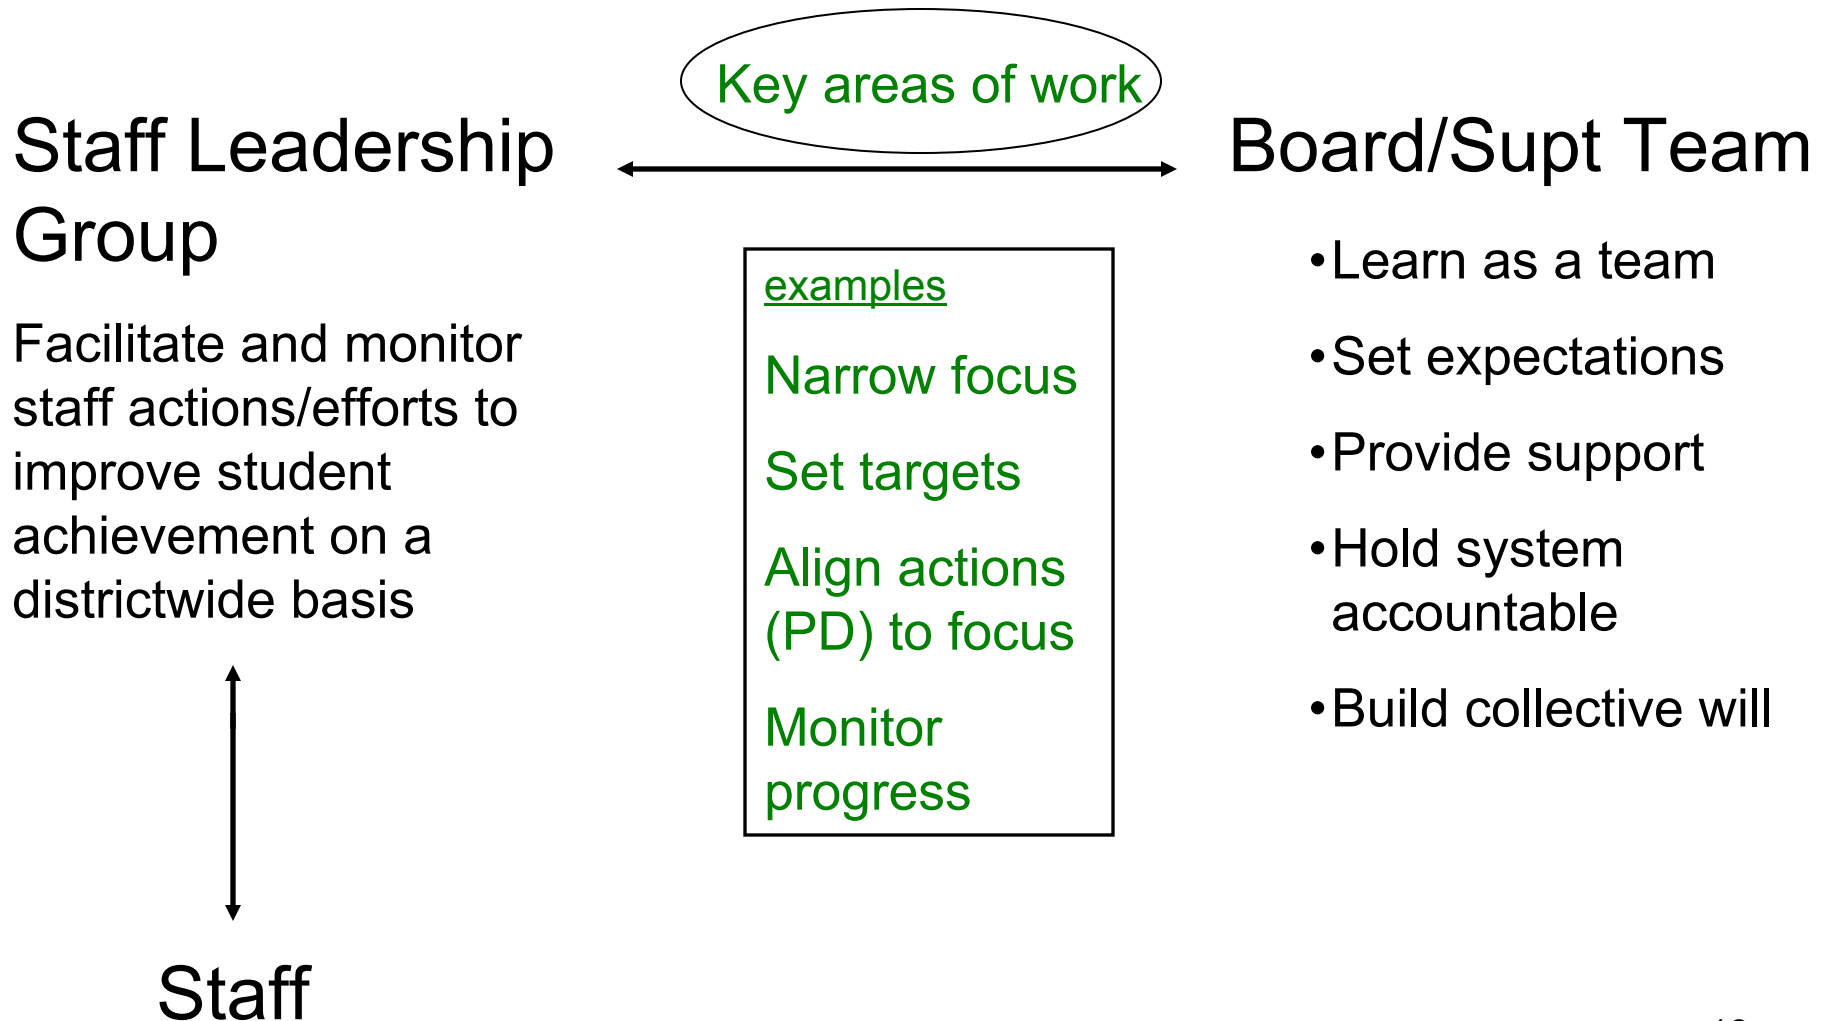 Key areas of work
Staff Leadership
Group
Facilitate and monitor
staff actions/efforts to
improve student
achievement on a
districtwide basis
Staff
examples
Narrow focus
Set targets
Align actions
(PD) to focus
Monitor
progress
Board/Supt Team
•Learn as a team
•Set expectations
•Provide support
•Hold system
accountable
•Build collective will